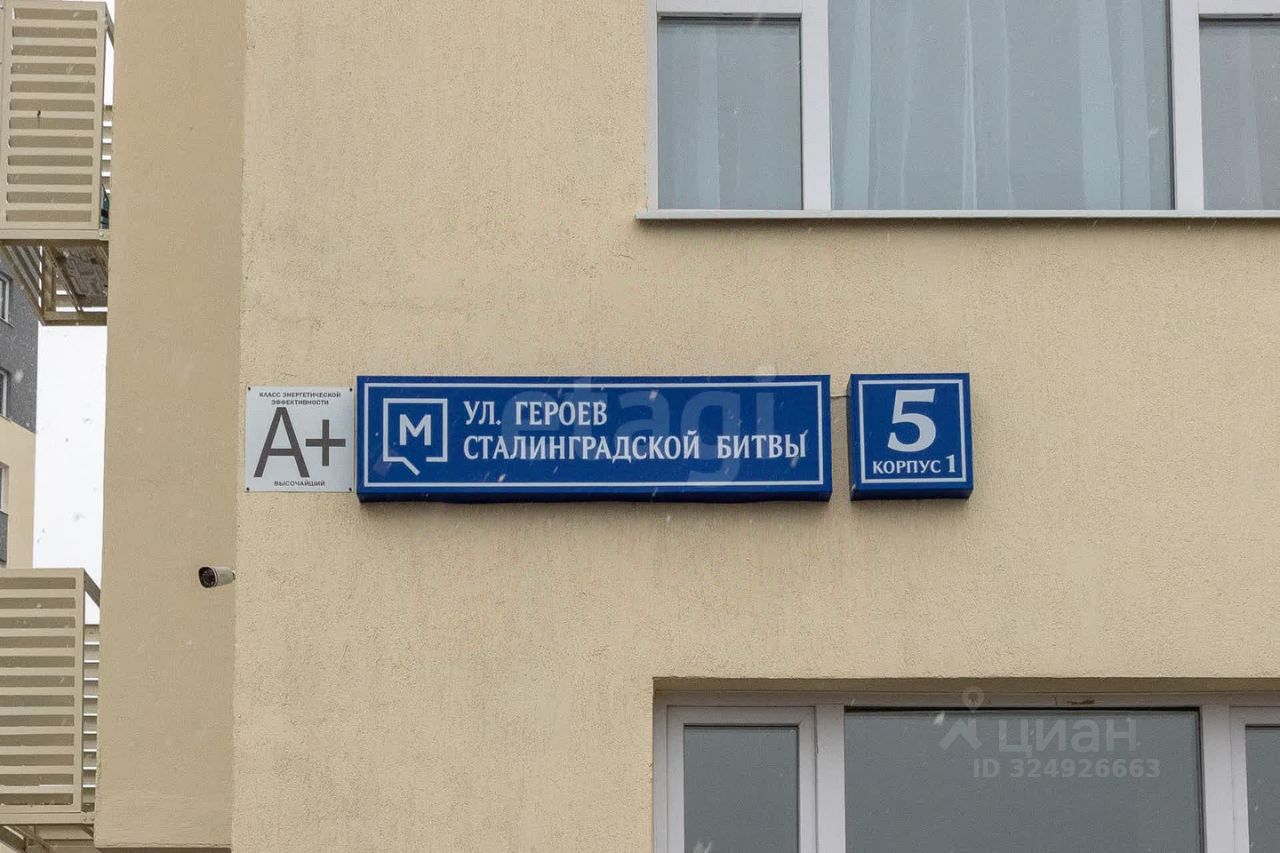 КЛАСС ЭНЕРГЕТИЧЕСКОЙ
ЭФФЕКТИВНОСТИ
A+
ВЫСОЧАЙШИЙ
М
УЛ. ГЕРОЕВ
СТАЛИНГРАДСКОЙ БИТВЫ
5
КОРПУС 1
etagi
циан
ID 324926663